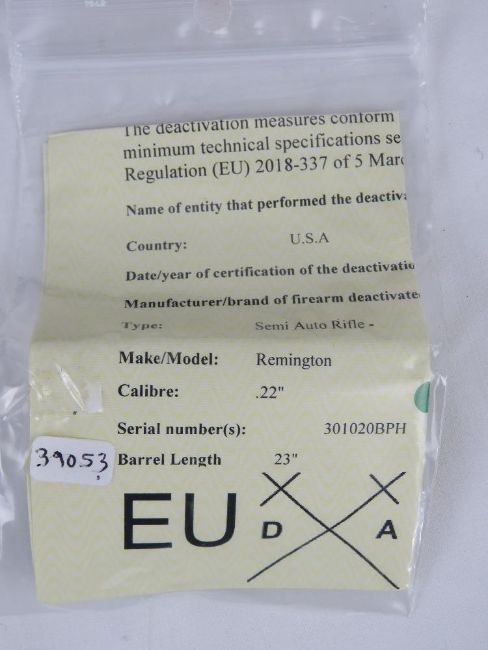 The deactivation measures conform
minimum technical specifications se
Regulation (EU) 2018-337 of 5 Marc
Name of entity that performed the deactiva
Country: U.S.A
Date/year of certification of the deactivatio
Manufacturer/brand of firearm deactivate
Type: Semi Auto Rifle -
Make/Model: Remington
Calibre: .22"
Serial number(s): 301020BPH
39053 Barrel Length 23"
EU D A